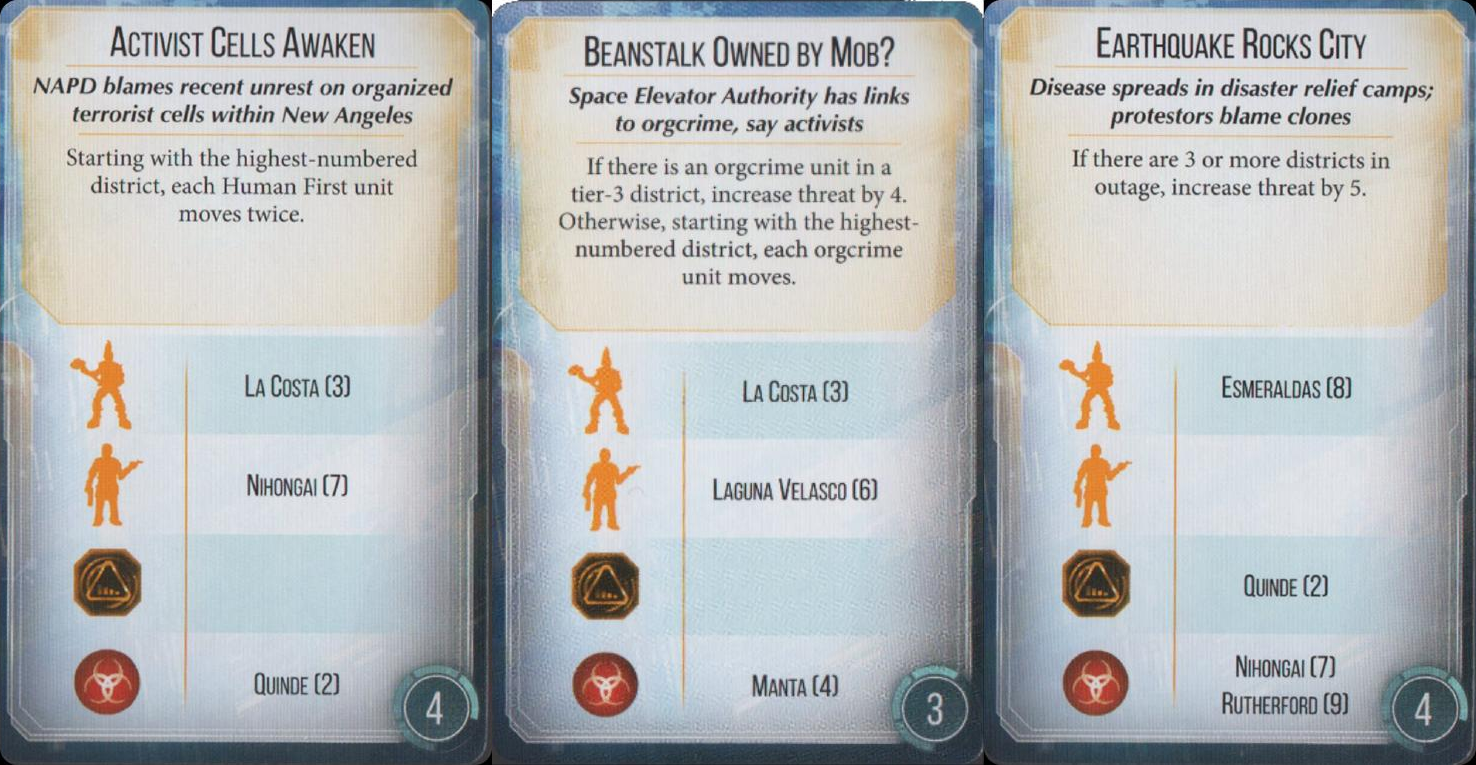 Activist Cells Awaken
NAPD blames recent unrest on organized
terrorist cells within New Angeles
Starting with the highest-numbered
district, each Human First unit
moves twice.
La Costa (3)
Nihongai (7)
Quinde (2)
4
Beanstalk Owned by Mob?
Space Elevator Authority has links
to orgcrime, say activists
If there is an orgcrime unit in a
tier-3 district, increase threat by 4.
Otherwise, starting with the highest-
numbered district, each orgcrime
unit moves.
La Costa (3)
Laguna Velasco (6)
Manta (4)
3
Earthquake Rocks City
Disease spreads in disaster relief camps;
protestors blame clones
If there are 3 or more districts in
outage, increase threat by 5.
Esmeraldas (8)
Quinde (2)
Nihongai (7)
Rutherford (9)
4